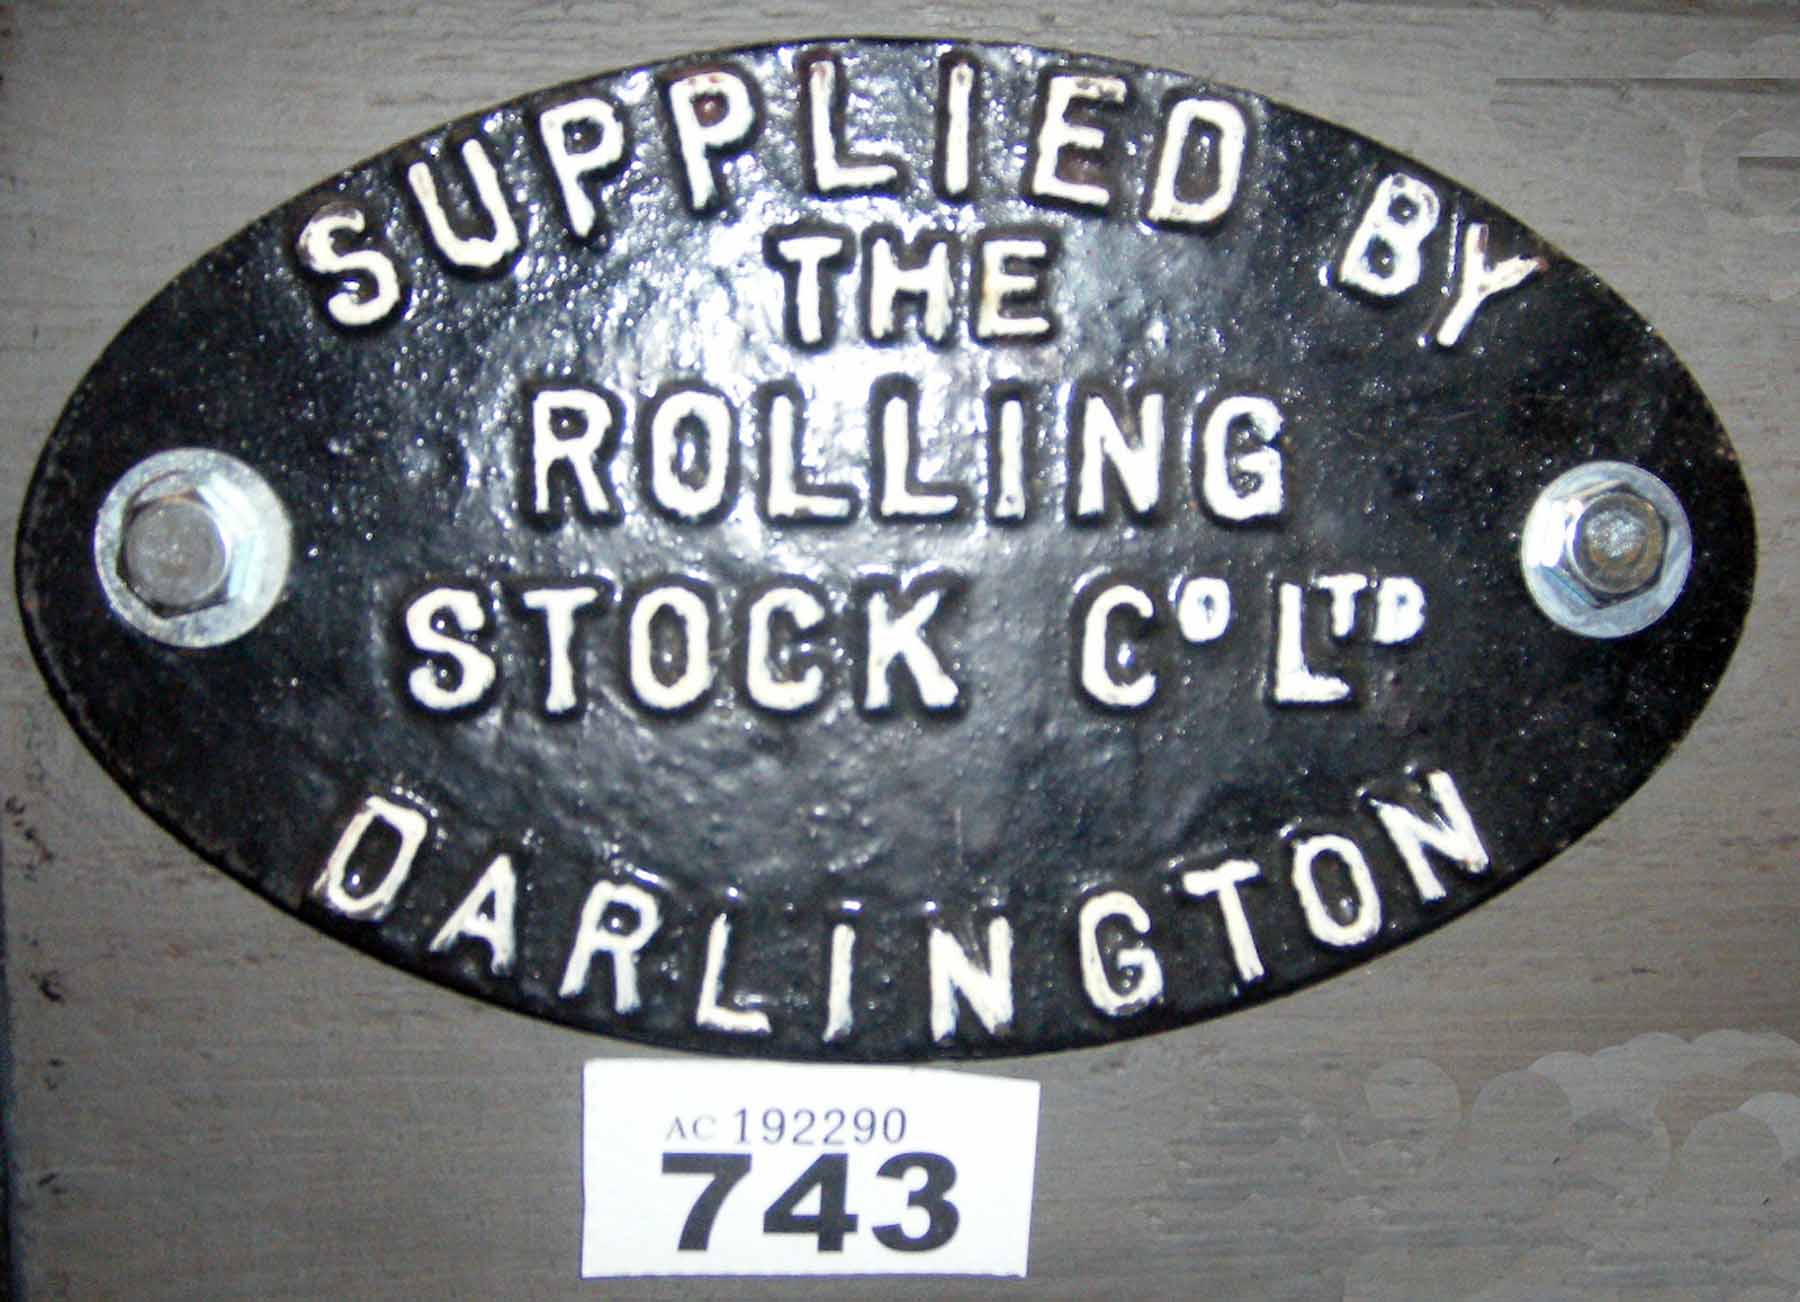 SUPPLIED BY
THE
ROLLING
STOCK Co LTD
DARLINGTON
AC 192290
743